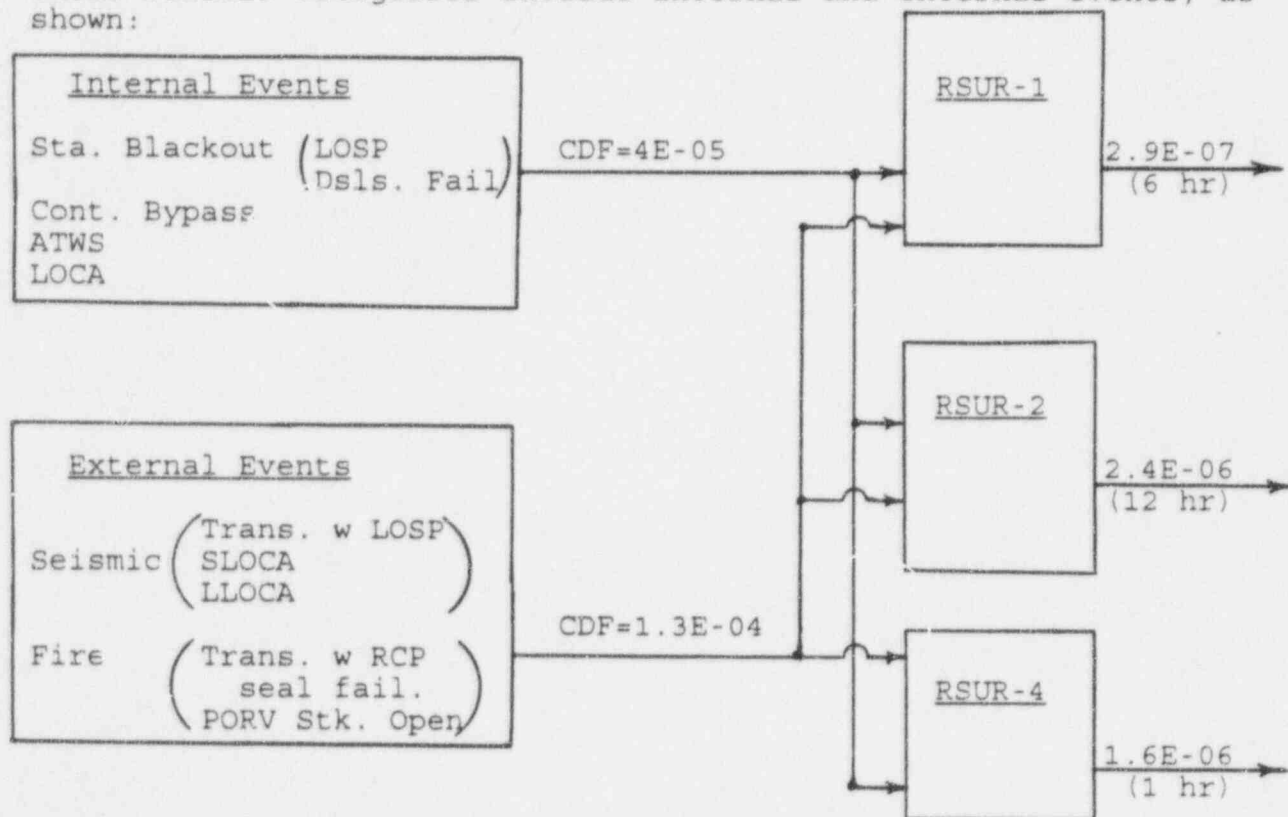 shown:
Internal Events
Sta. Blackout (LOSP
Dsls. Fail)
Cont. Bypass
ATWS
LOCA
CDF=4E-05
RSUR-1
2.9E-07
(6 hr)
RSUR-2
2.4E-06
(12 hr)
External Events
Seismic (Trans. w LOSP
SLOCA
LLOCA)
Fire (Trans. w RCP
seal fail.
PORV Stk. Open)
CDF=1.3E-04
RSUR-4
1.6E-06
(1 hr)